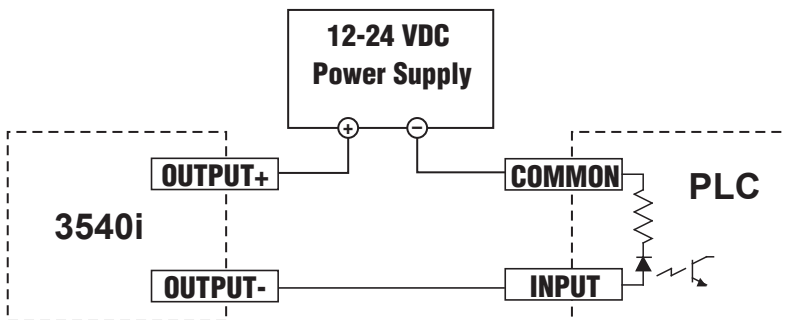 12-24 VDC
Power Supply
+ −
OUTPUT+
COMMON
PLC
3540i
OUTPUT-
INPUT